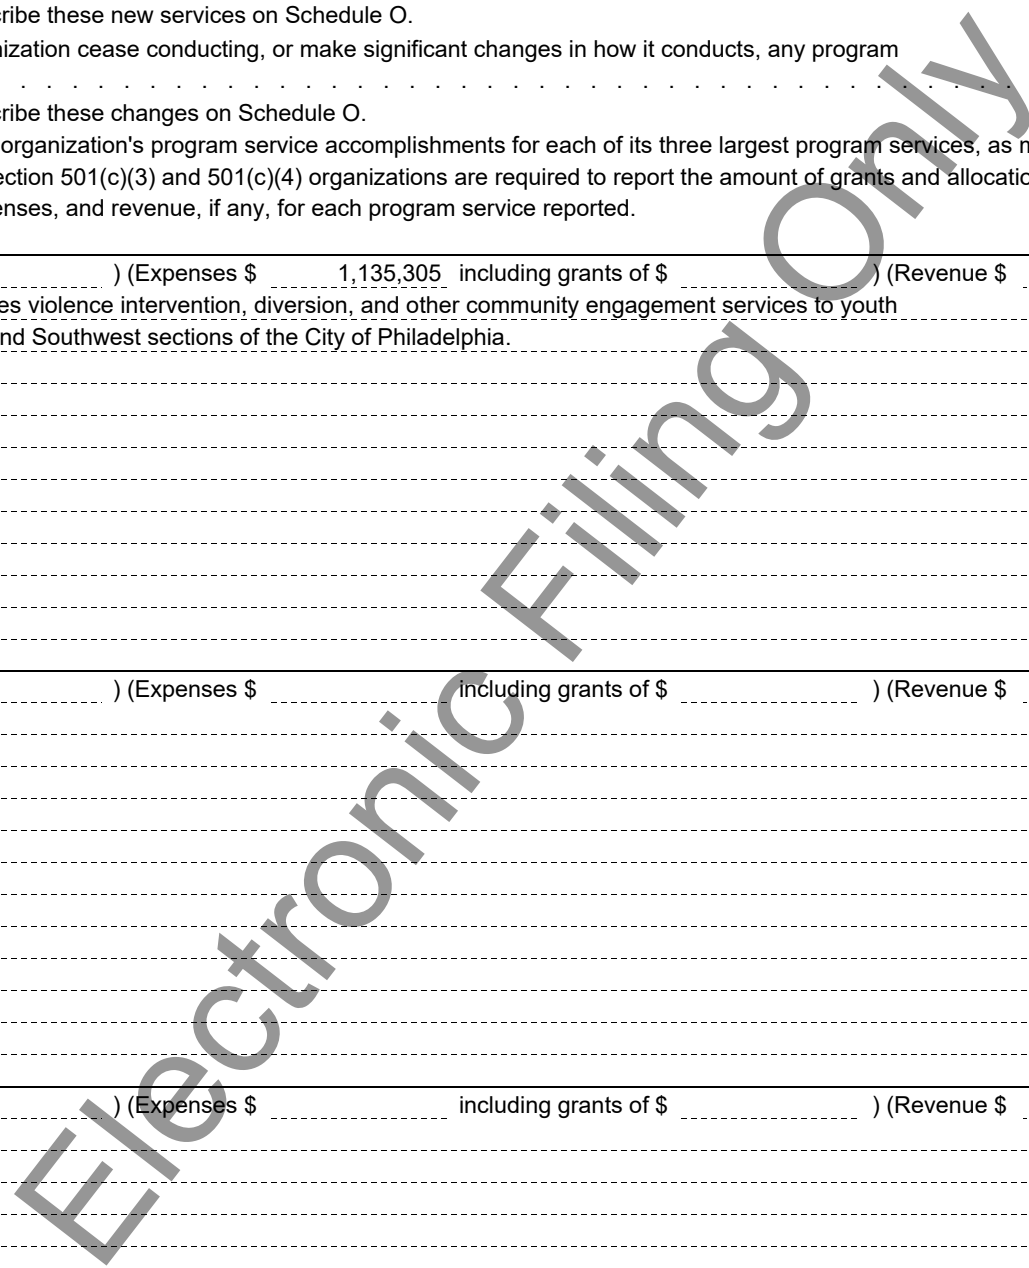 cribe these new services on Schedule O.
nization cease conducting, or make significant changes in how it conducts, any program
. . . . . . . . . . . . . . . . . . . . . . . . . . . . . . . . . . . . . . .
cribe these changes on Schedule O.
organization's program service accomplishments for each of its three largest program services, as m
ection 501(c)(3) and 501(c)(4) organizations are required to report the amount of grants and allocatio
enses, and revenue, if any, for each program service reported.
) (Expenses $ 1,135,305 including grants of $ ) (Revenue $
es violence intervention, diversion, and other community engagement services to youth
nd Southwest sections of the City of Philadelphia.
) (Expenses $ including grants of $ ) (Revenue $
) (Expenses $ including grants of $ ) (Revenue $
Electronic Filing Only